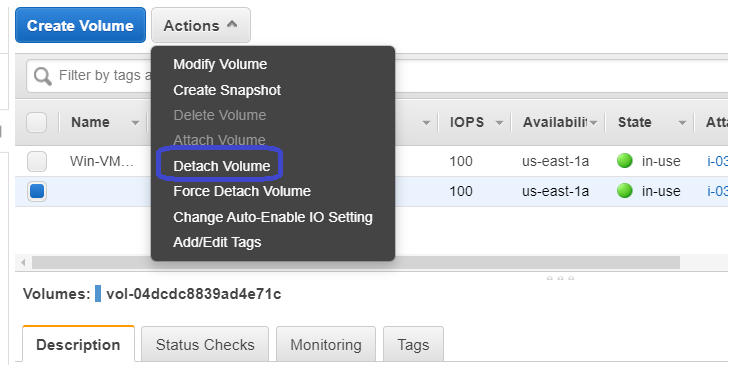 Create Volume Actions
Modify Volume
Filter by tags a
Create Snapshot
Delete Volume
Attach Volume
Detach Volume
Force Detach Volume
Change Auto-Enable IO Setting
Add/Edit Tags
Name IOPS Availabili State Atta
Win-VM... 100 us-east-1a in-use i-03
100 us-east-1a in-use i-03
Volumes: vol-04dcdc8839ad4e71c
Description Status Checks Monitoring Tags